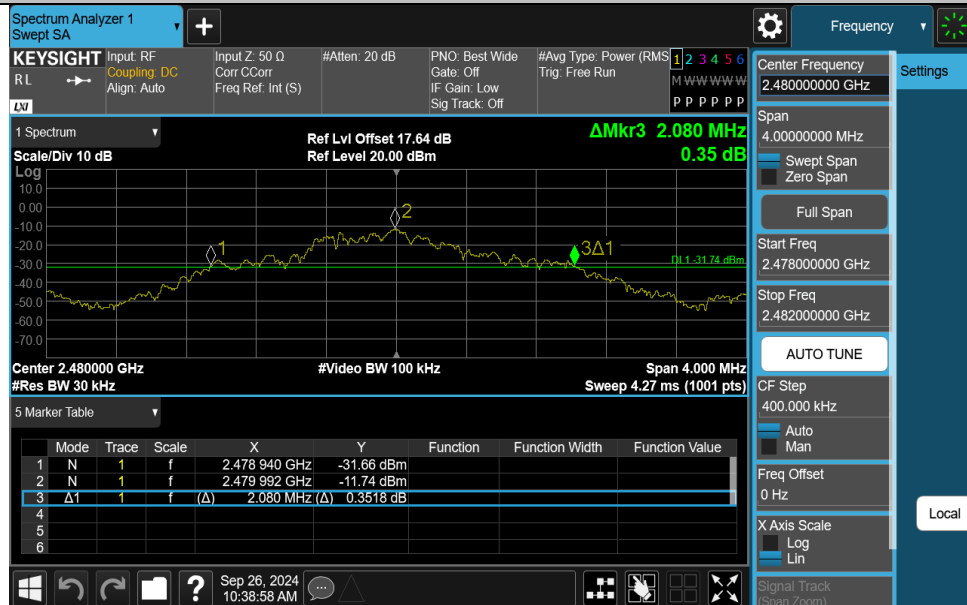 Spectrum Analyzer 1
Swept SA
+
Frequency
KEYSIGHT
RL
LXI
Input: RF
Coupling: DC
Align: Auto
Input Z: 50 Ω
Corr CCorr
Freq Ref: Int (S)
#Atten: 20 dB
PNO: Best Wide
Gate: Off
IF Gain: Low
Sig Track: Off
#Avg Type: Power (RMS
Trig: Free Run
1 2 3 4 5 6
M W W W W W
P P P P P P
1 Spectrum
Scale/Div 10 dB
Ref Lvl Offset 17.64 dB
Ref Level 20.00 dBm
ΔMkr3 2.080 MHz
0.35 dB
Log
10.0
0.00
-10.0
-20.0
-30.0
-40.0
-50.0
-60.0
-70.0
1
2
3Δ1
DL1 -31.74 dBm
Center 2.480000 GHz
#Res BW 30 kHz
#Video BW 100 kHz
Span 4.000 MHz
Sweep 4.27 ms (1001 pts)
5 Marker Table
Mode Trace Scale X Y Function Function Width Function Value
1 N 1 f 2.478 940 GHz -31.66 dBm
2 N 1 f 2.479 992 GHz -11.74 dBm
3 Δ1 1 f (Δ) 2.080 MHz (Δ) 0.3518 dB
4
5
6
Center Frequency
2.480000000 GHz
Settings
Span
4.00000000 MHz
Swept Span
Zero Span
Full Span
Start Freq
2.478000000 GHz
Stop Freq
2.482000000 GHz
AUTO TUNE
CF Step
400.000 kHz
Auto
Man
Freq Offset
0 Hz
X Axis Scale
Log
Lin
Signal Track
(Span Zoom)
Local
?
Sep 26, 2024
10:38:58 AM